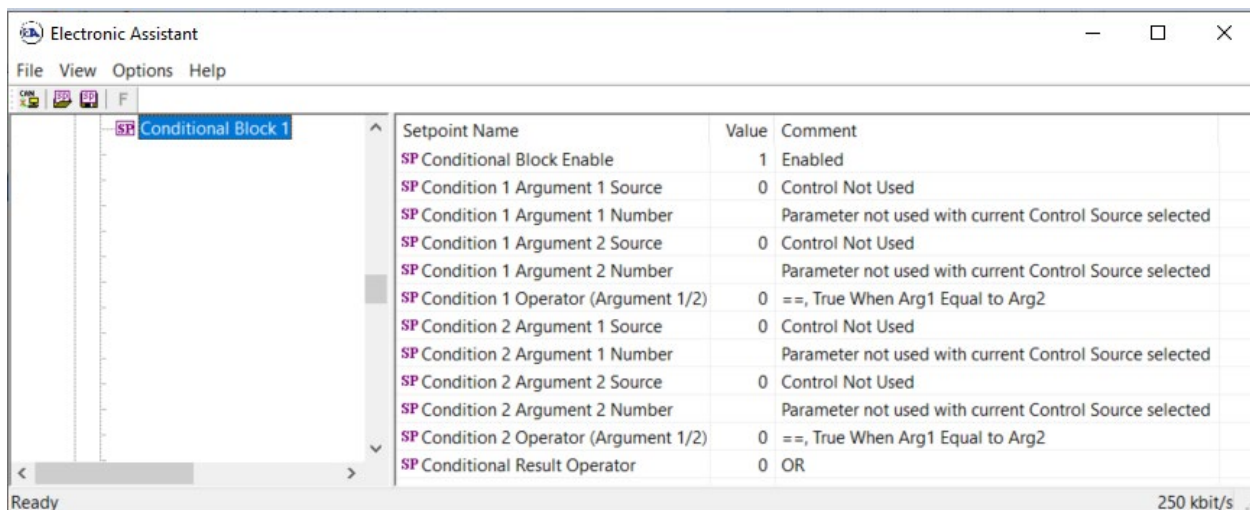 Electronic Assistant
File View Options Help
F
SP Conditional Block 1
Setpoint Name Value Comment
SP Conditional Block Enable 1 Enabled
SP Condition 1 Argument 1 Source 0 Control Not Used
SP Condition 1 Argument 1 Number Parameter not used with current Control Source selected
SP Condition 1 Argument 2 Source 0 Control Not Used
SP Condition 1 Argument 2 Number Parameter not used with current Control Source selected
SP Condition 1 Operator (Argument 1/2) 0 ==, True When Arg1 Equal to Arg2
SP Condition 2 Argument 1 Source 0 Control Not Used
SP Condition 2 Argument 1 Number Parameter not used with current Control Source selected
SP Condition 2 Argument 2 Source 0 Control Not Used
SP Condition 2 Argument 2 Number Parameter not used with current Control Source selected
SP Condition 2 Operator (Argument 1/2) 0 ==, True When Arg1 Equal to Arg2
SP Conditional Result Operator 0 OR
Ready 250 kbit/s